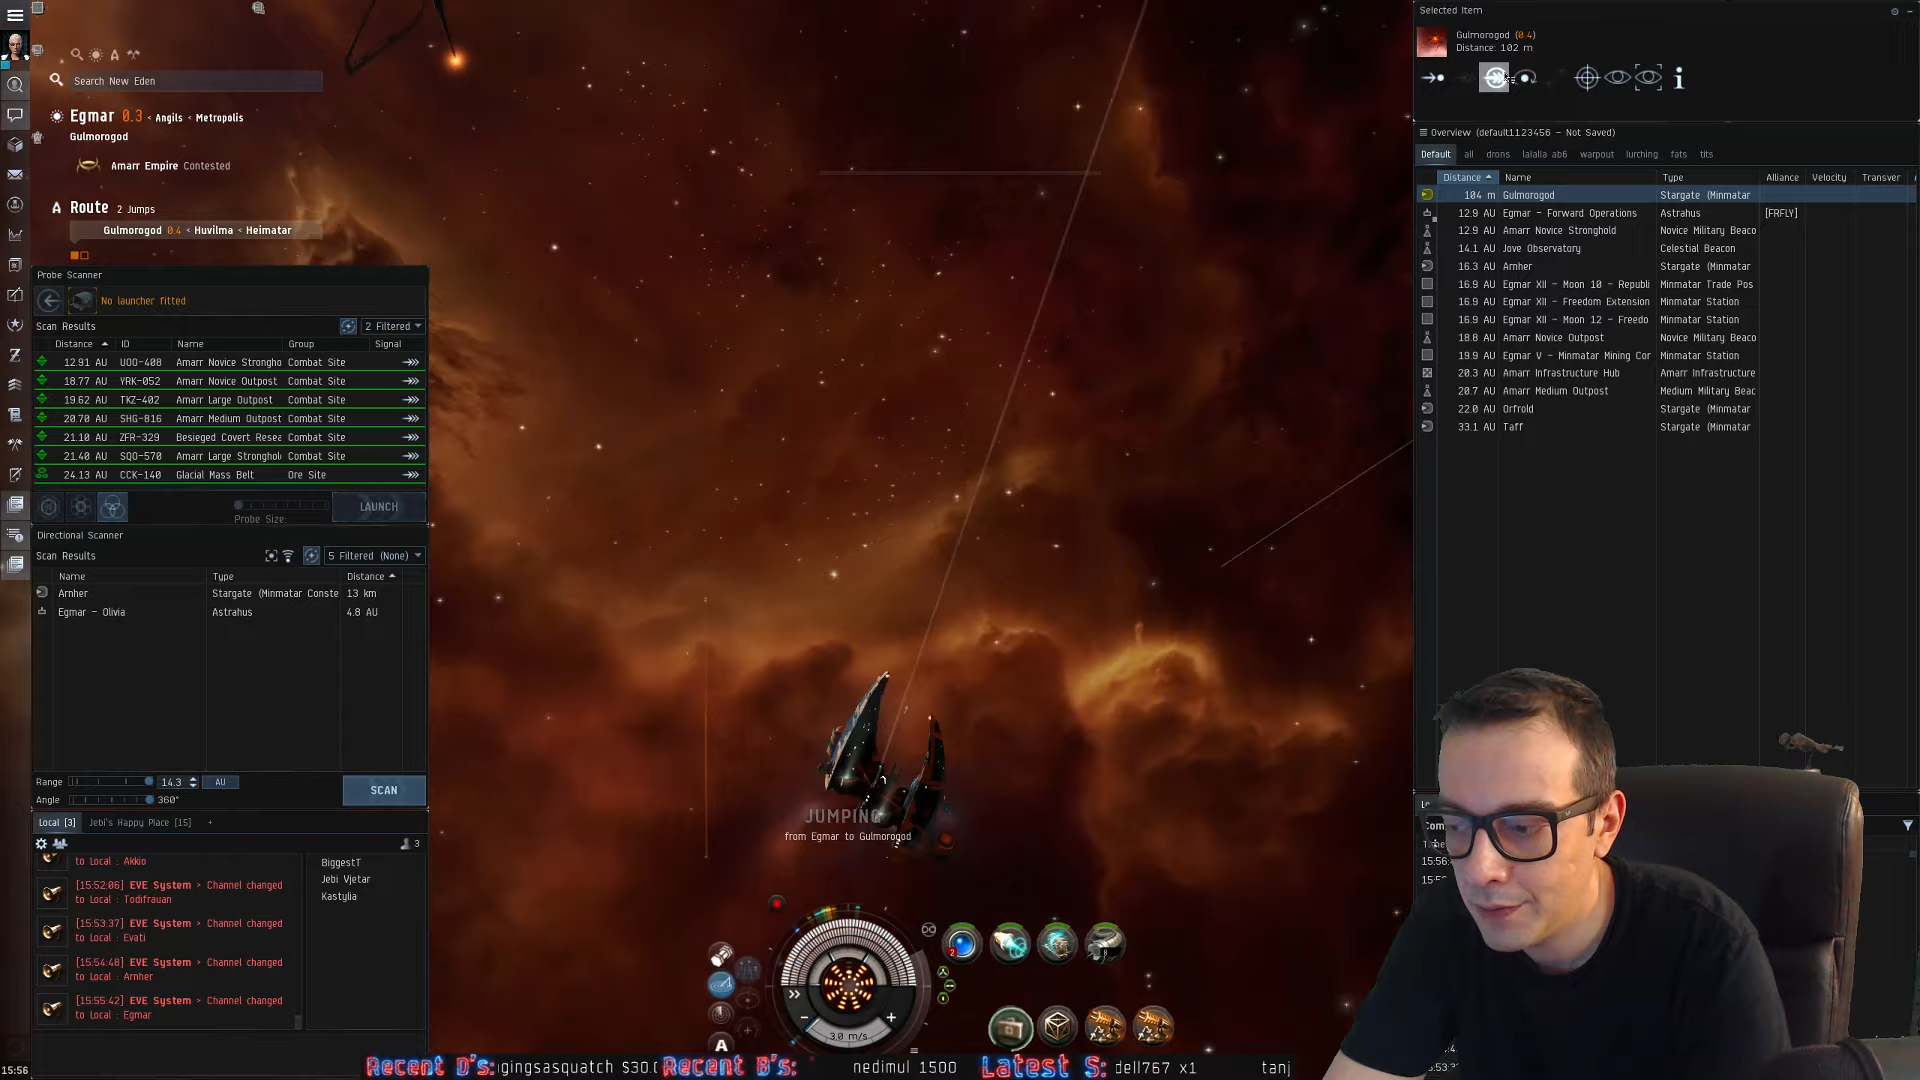 Search New Eden
Egmar 0.3 < Angils < Metropolis
Gulmorogod
Amarr Empire Contested
Route 2 Jumps
Gulmorogod 0.4 < Huvilma < Heimatar
Probe Scanner
No launcher fitted
Scan Results
2 Filtered
Distance ID Name Group Signal
12.91 AU UOO-408 Amarr Novice Strongho Combat Site
18.77 AU YRK-052 Amarr Novice Outpost Combat Site
19.62 AU TKZ-402 Amarr Large Outpost Combat Site
20.70 AU SHG-816 Amarr Medium Outpost Combat Site
21.10 AU ZFR-329 Besieged Covert Resea Combat Site
21.40 AU SQO-570 Amarr Large Stronghol Combat Site
24.13 AU CCK-140 Glacial Mass Belt Ore Site
Probe Size:
LAUNCH
Directional Scanner
Scan Results
5 Filtered (None)
Name Type Distance
Arnher Stargate (Minmatar Conste 13 km
Egmar - Olivia Astrahus 4.8 AU
Range 14.3 AU
Angle 360°
SCAN
Local [3] Jebi's Happy Place [15] +
3
to Local : Akkio
[15:52:06] EVE System > Channel changed
to Local : Todifrauan
[15:53:37] EVE System > Channel changed
to Local : Evati
[15:54:48] EVE System > Channel changed
to Local : Arnher
[15:55:42] EVE System > Channel changed
to Local : Egmar
BiggestT
Jebi Vjetar
Kastylia
15:56
JUMPING
from Egmar to Gulmorogod
3.0 m/s
A
2
8
Recent D's: gingsasquatch $30.0 Recent B's: nedimul 1500 Latest S: dell767 x1 tanj
Selected Item
Gulmorogod (0.4)
Distance: 102 m
Overview (default1123456 - Not Saved)
Default all drons lalalla ab6 warpout lurching fats tits
Distance Name Type Alliance Velocity Transver
104 m Gulmorogod Stargate (Minmatar
12.9 AU Egmar - Forward Operations Astrahus [FRFLY]
12.9 AU Amarr Novice Stronghold Novice Military Beaco
14.1 AU Jove Observatory Celestial Beacon
16.3 AU Arnher Stargate (Minmatar
16.9 AU Egmar XII - Moon 10 - Republi Minmatar Trade Pos
16.9 AU Egmar XII - Freedom Extension Minmatar Station
16.9 AU Egmar XII - Moon 12 - Freedo Minmatar Station
18.8 AU Amarr Novice Outpost Novice Military Beaco
19.9 AU Egmar V - Minmatar Mining Cor Minmatar Station
20.3 AU Amarr Infrastructure Hub Amarr Infrastructure
20.7 AU Amarr Medium Outpost Medium Military Beac
22.0 AU Orfrold Stargate (Minmatar
33.1 AU Taff Stargate (Minmatar